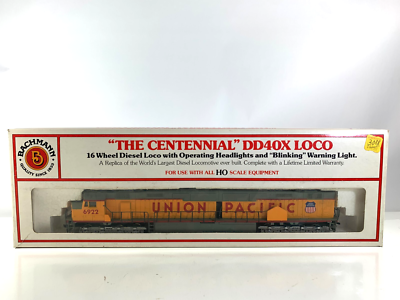 BACHMANN
QUALITY SINCE 1833
"THE CENTENNIAL" DD40X LOCO
16 Wheel Diesel Loco with Operating Headlights and "Blinking" Warning Light.
A Replica of the World's Largest Diesel Locomotive ever built. Complete with a Lifetime Limited Warranty.
FOR USE WITH ALL HO SCALE EQUIPMENT
6922
UNION PACIFIC